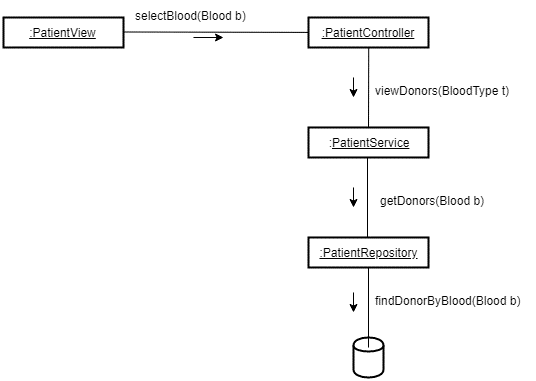 selectBlood(Blood b)
:PatientView
:PatientController
viewDonors(BloodType t)
:PatientService
getDonors(Blood b)
:PatientRepository
findDonorByBlood(Blood b)